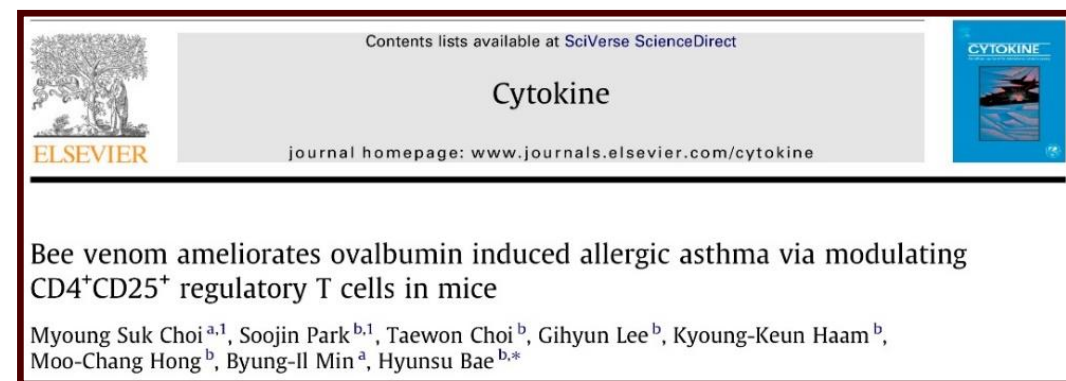 Contents lists available at SciVerse ScienceDirect
CYTOKINE
Cytokine
ELSEVIER
journal homepage: www.journals.elsevier.com/cytokine
Bee venom ameliorates ovalbumin induced allergic asthma via modulating
CD4⁺CD25⁺ regulatory T cells in mice
Myoung Suk Choi ᵃ,¹, Soojin Park ᵇ,¹, Taewon Choi ᵇ, Gihyun Lee ᵇ, Kyoung-Keun Haam ᵇ,
Moo-Chang Hong ᵇ, Byung-Il Min ᵃ, Hyunsu Bae ᵇ,*